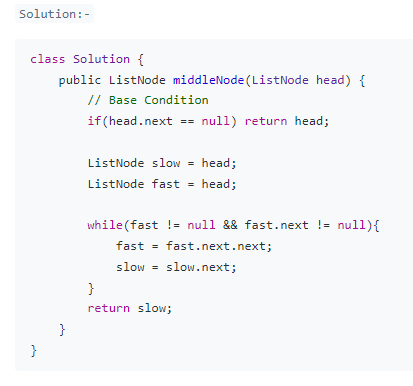 Solution:-
class Solution {
    public ListNode middleNode(ListNode head) {
        // Base Condition
        if(head.next == null) return head;

        ListNode slow = head;
        ListNode fast = head;

        while(fast != null && fast.next != null){
            fast = fast.next.next;
            slow = slow.next;
        }
        return slow;
    }
}